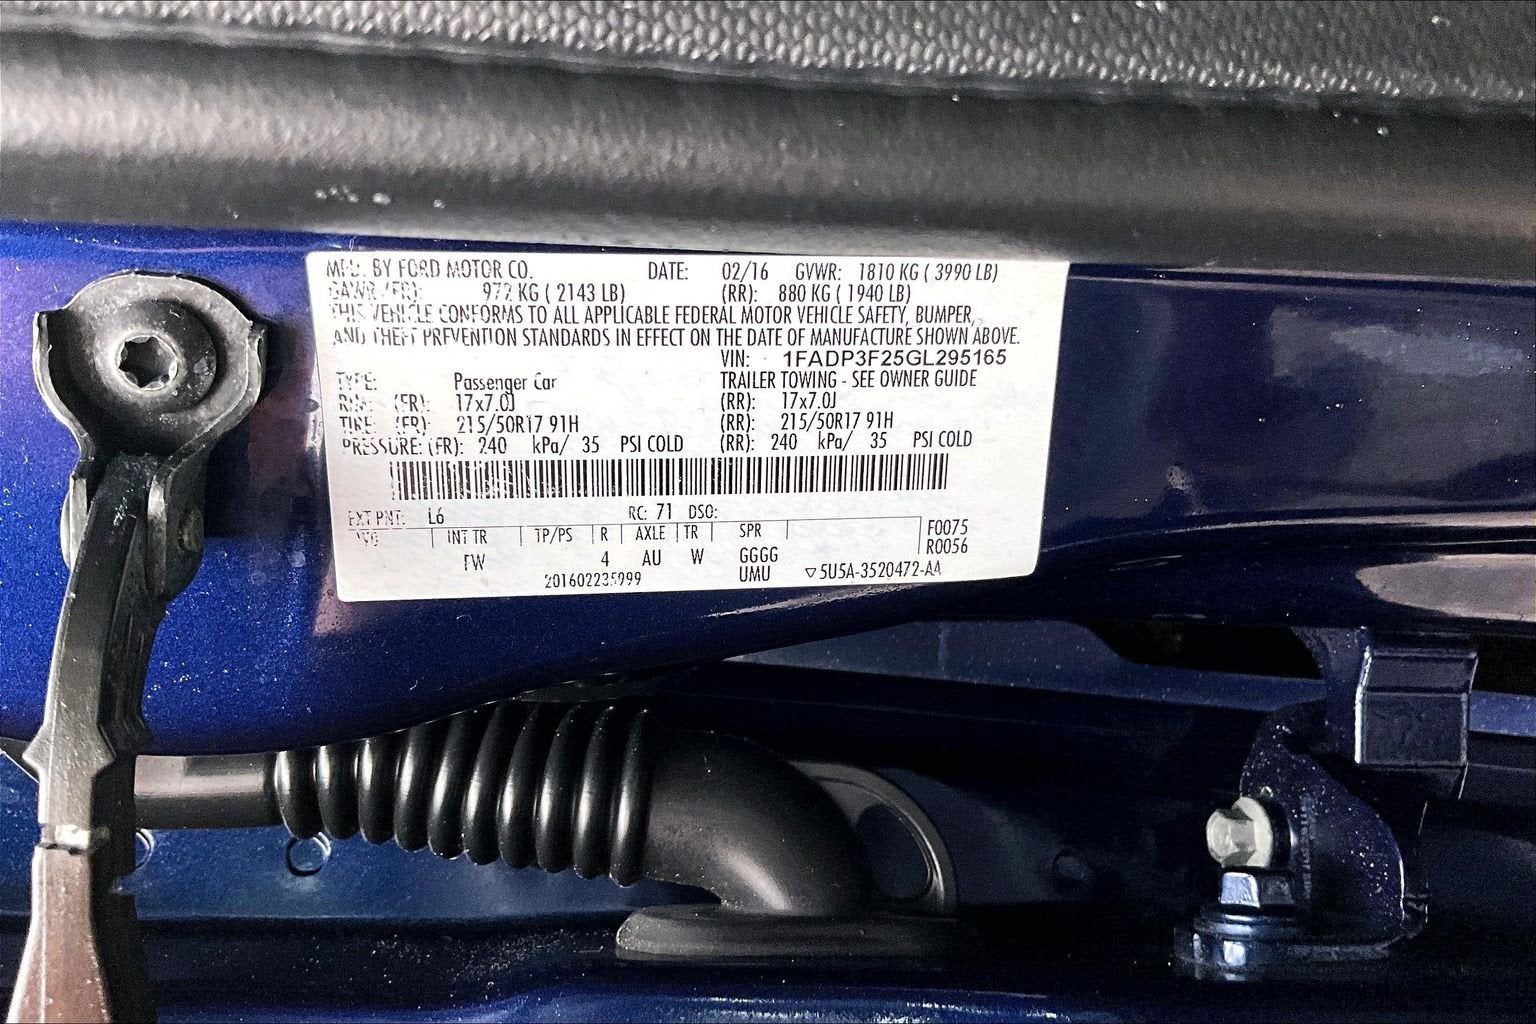 MFD. BY FORD MOTOR CO. DATE: 02/16 GVWR: 1810 KG ( 3990 LB)
GAWR (FR): 972 KG ( 2143 LB) (RR): 880 KG ( 1940 LB)
THIS VEHICLE CONFORMS TO ALL APPLICABLE FEDERAL MOTOR VEHICLE SAFETY, BUMPER,
AND THEFT PREVENTION STANDARDS IN EFFECT ON THE DATE OF MANUFACTURE SHOWN ABOVE.
VIN: 1FADP3F25GL295165
TYPE: Passenger Car TRAILER TOWING - SEE OWNER GUIDE
RIM: (FR): 17x7.0J (RR): 17x7.0J
TIRE: (FR): 215/50R17 91H (RR): 215/50R17 91H
PRESSURE: (FR): 240 kPa/ 35 PSI COLD (RR): 240 kPa/ 35 PSI COLD
EXT PNT: L6 RC: 71 DSO:
WB INT TR TP/PS R AXLE TR SPR F0075
R0056
TW 4 AU W GGGG
201602235999 UMU ▽5U5A-3520472-AA